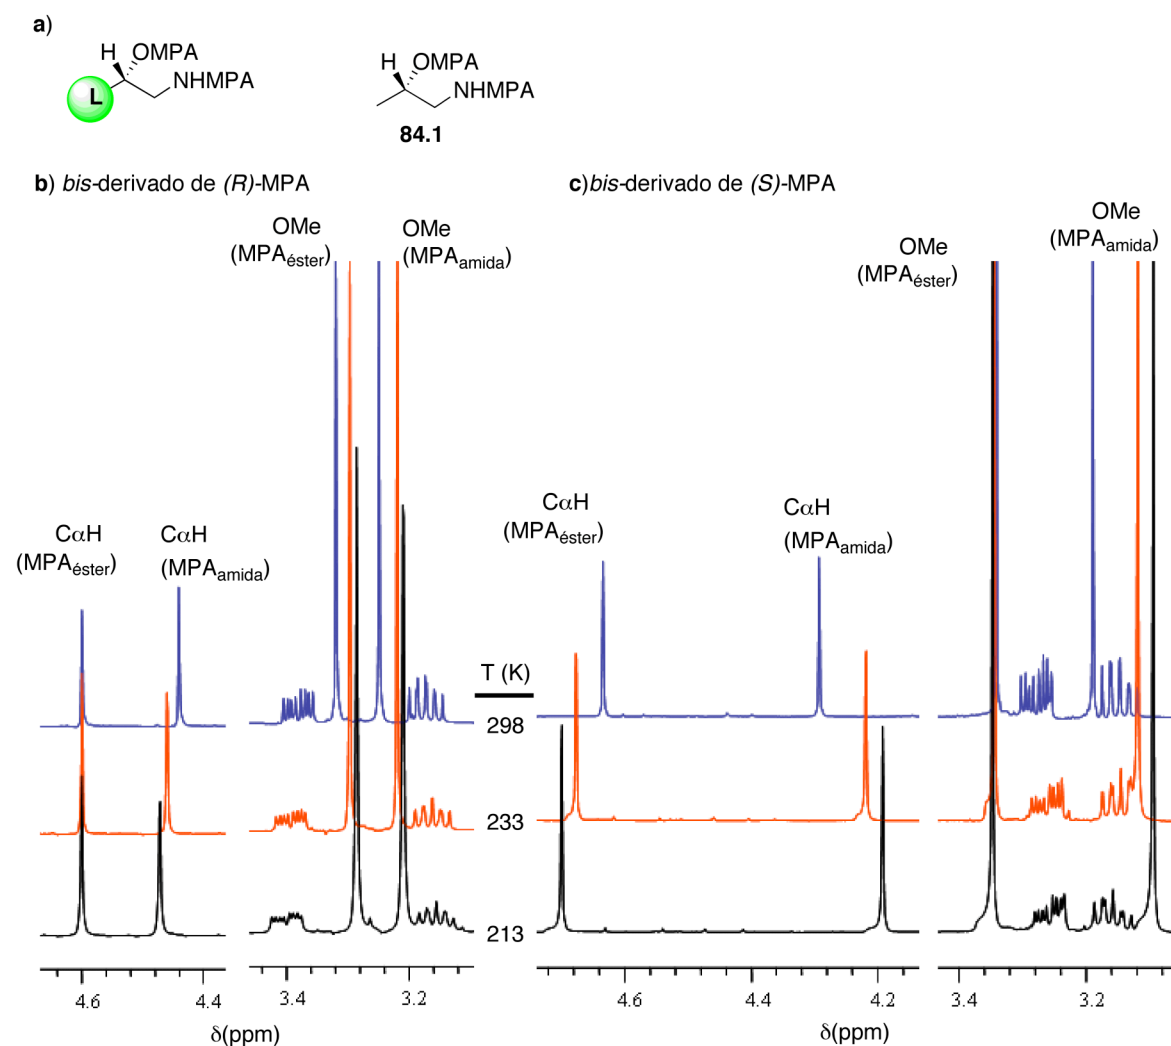 a)
H OMPA
NHMPA
L
H OMPA
NHMPA
84.1
b) bis-derivado de (R)-MPA
c)bis-derivado de (S)-MPA
OMe
(MPAéster)
OMe
(MPAamida)
OMe
(MPAéster)
OMe
(MPAamida)
CαH
(MPAéster)
CαH
(MPAamida)
CαH
(MPAéster)
CαH
(MPAamida)
T (K)
298
233
213
4.6 4.4 3.4 3.2
δ(ppm)
4.6 4.4 4.2 3.4 3.2
δ(ppm)